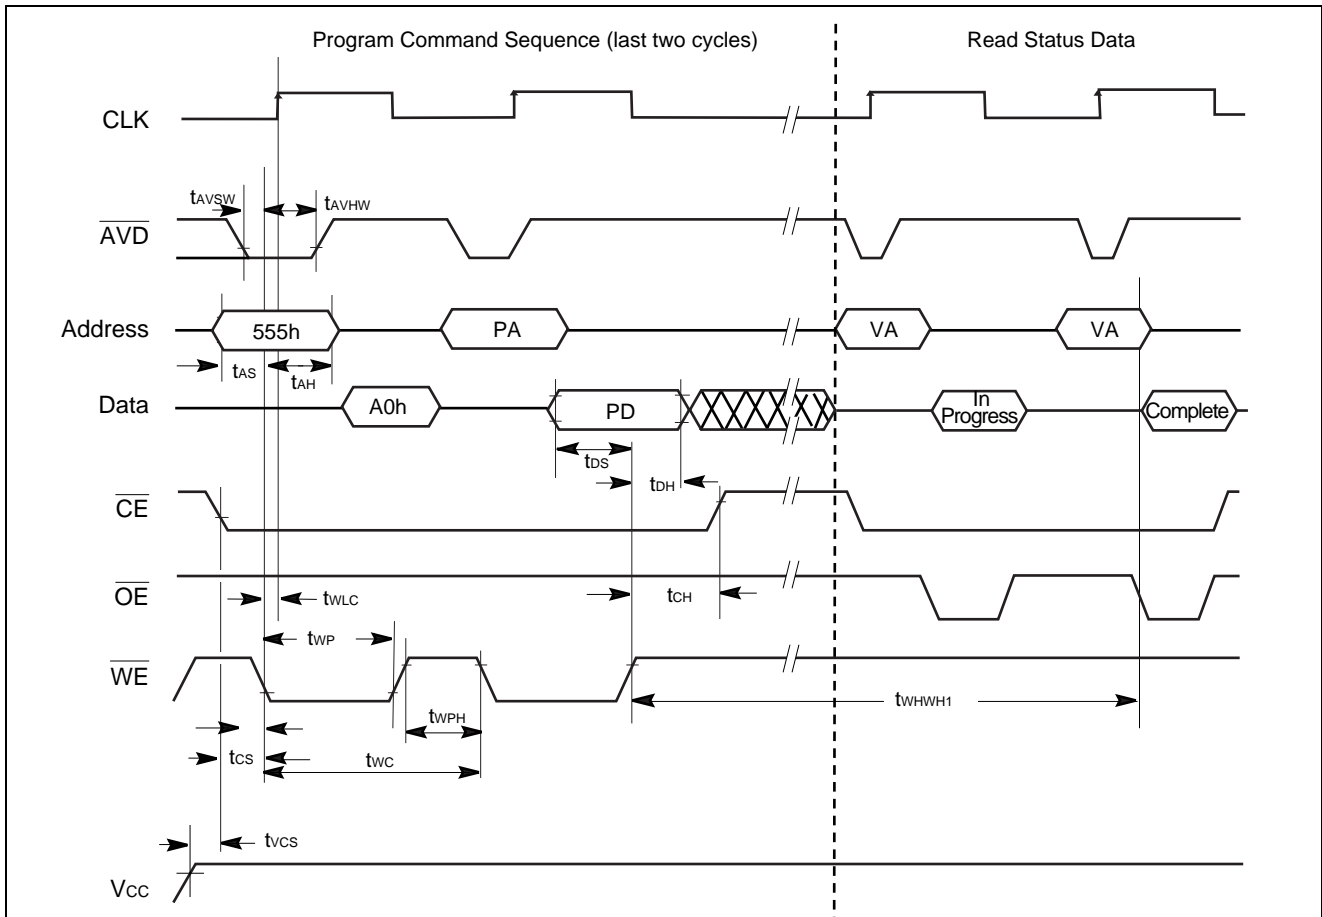 Program Command Sequence (last two cycles)
Read Status Data
CLK
tAVSW
tAVHW
AVD
Address
555h
PA
VA
VA
tAS
tAH
Data
A0h
PD
In
Progress
Complete
tDS
tDH
CE
OE
tWLC
tCH
tWP
WE
tWHWH1
tWPH
tCS
tWC
tVCS
VCC